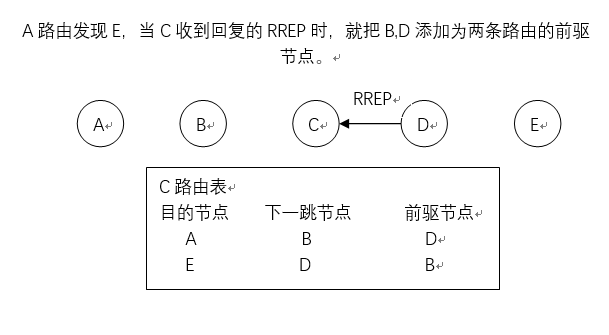 A 路由发现 E，当 C 收到回复的 RREP 时，就把 B,D 添加为两条路由的前驱
节点。
RREP
A B C D E
C 路由表
目的节点 下一跳节点 前驱节点
A B D
E D B